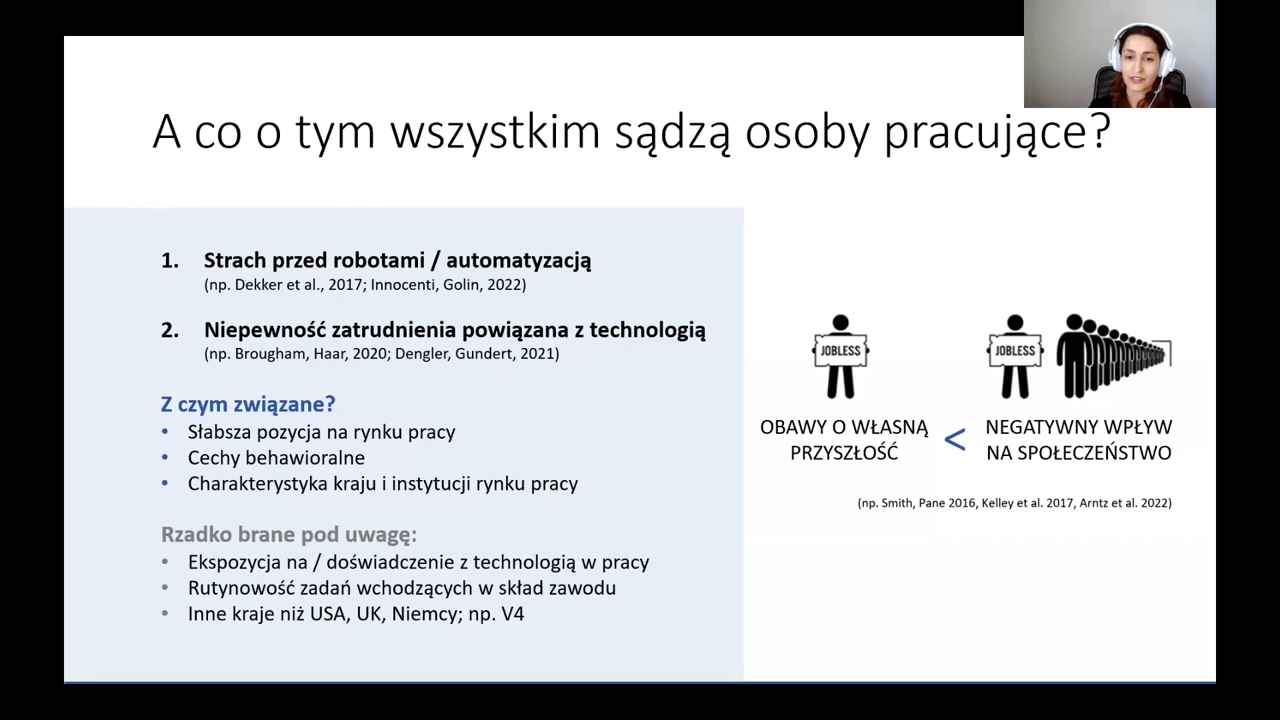 A co o tym wszystkim sądzą osoby pracujące?
1. Strach przed robotami / automatyzacją
(np. Dekker et al., 2017; Innocenti, Golin, 2022)
2. Niepewność zatrudnienia powiązana z technologią
(np. Brougham, Haar, 2020; Dengler, Gundert, 2021)
Z czym związane?
• Słabsza pozycja na rynku pracy
• Cechy behawioralne
• Charakterystyka kraju i instytucji rynku pracy
Rzadko brane pod uwagę:
• Ekspozycja na / doświadczenie z technologią w pracy
• Rutynowość zadań wchodzących w skład zawodu
• Inne kraje niż USA, UK, Niemcy; np. V4
JOBLESS
JOBLESS
OBAWY O WŁASNĄ
PRZYSZŁOŚĆ
<
NEGATYWNY WPŁYW
NA SPOŁECZEŃSTWO
(np. Smith, Pane 2016, Kelley et al. 2017, Arntz et al. 2022)